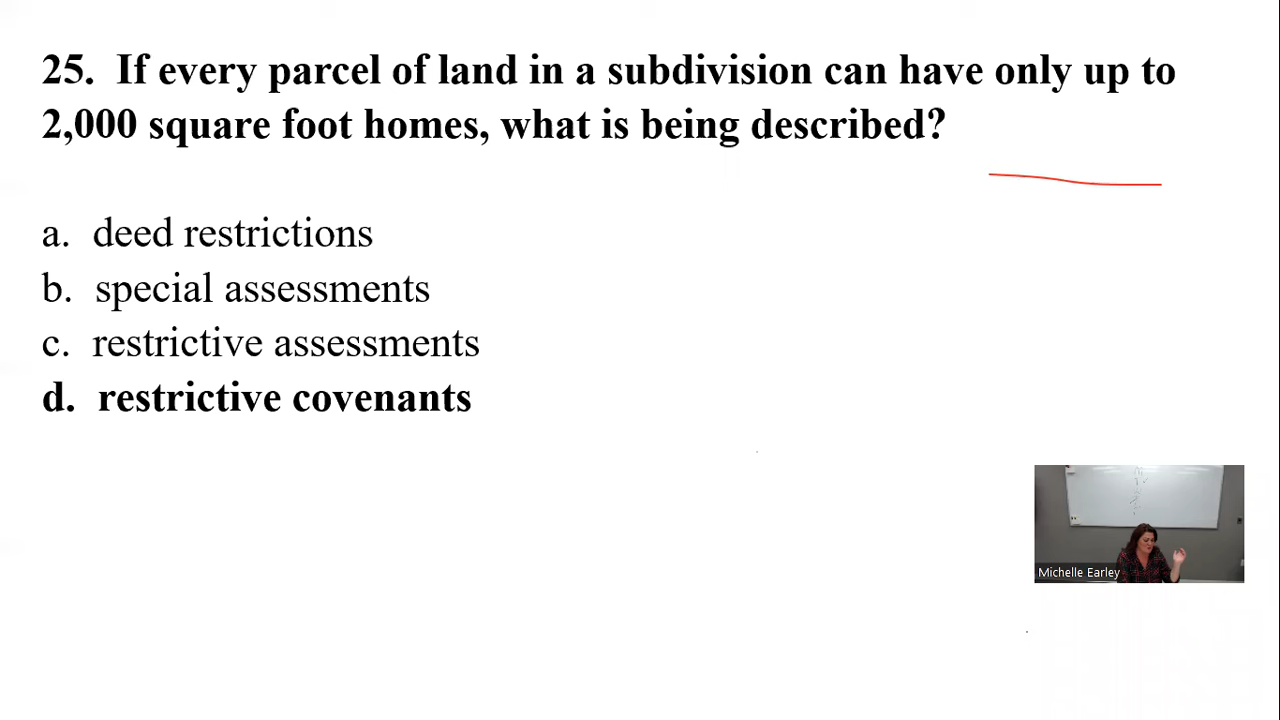 25. If every parcel of land in a subdivision can have only up to
2,000 square foot homes, what is being described?
a. deed restrictions
b. special assessments
c. restrictive assessments
d. restrictive covenants
Michelle Earley